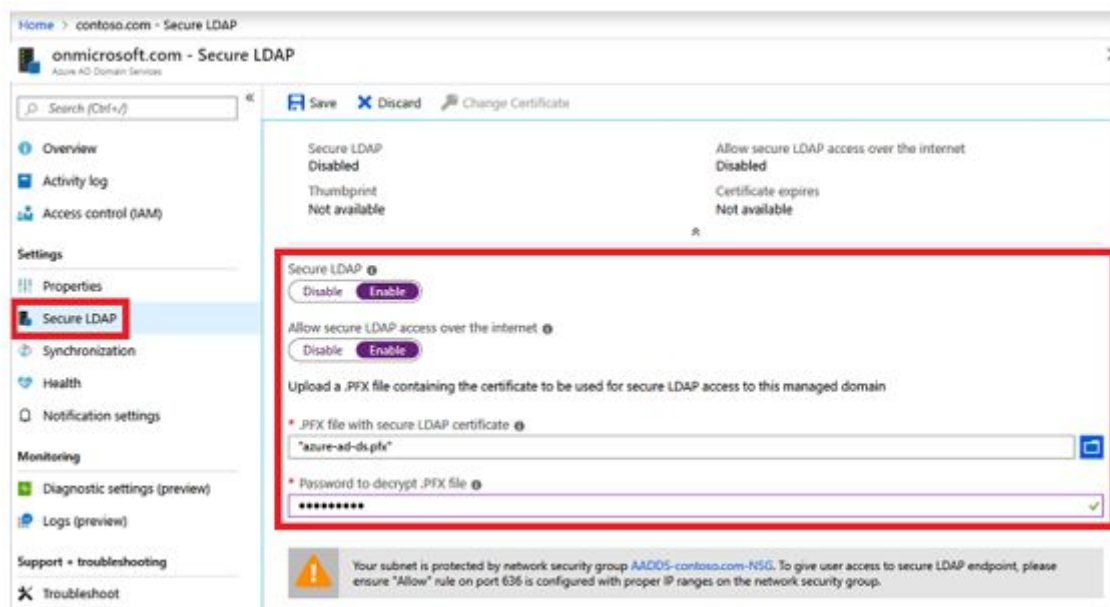 Home > contoso.com - Secure LDAP
onmicrosoft.com - Secure LDAP
Azure AD Domain Services
Search (Ctrl+/)
«
Save Discard Change Certificate
Overview
Activity log
Access control (IAM)
Settings
Properties
Secure LDAP
Synchronization
Health
Notification settings
Monitoring
Diagnostic settings (preview)
Logs (preview)
Support + troubleshooting
Troubleshoot
Secure LDAP
Disabled
Allow secure LDAP access over the internet
Disabled
Thumbprint
Not available
Certificate expires
Not available
Secure LDAP
Disable Enable
Allow secure LDAP access over the internet
Disable Enable
Upload a .PFX file containing the certificate to be used for secure LDAP access to this managed domain
* .PFX file with secure LDAP certificate
"azure-ad-ds.pfx"
* Password to decrypt .PFX file
•••••••••
Your subnet is protected by network security group AADDS-contoso.com-NSG. To give user access to secure LDAP endpoint, please
ensure "Allow" rule on port 636 is configured with proper IP ranges on the network security group.